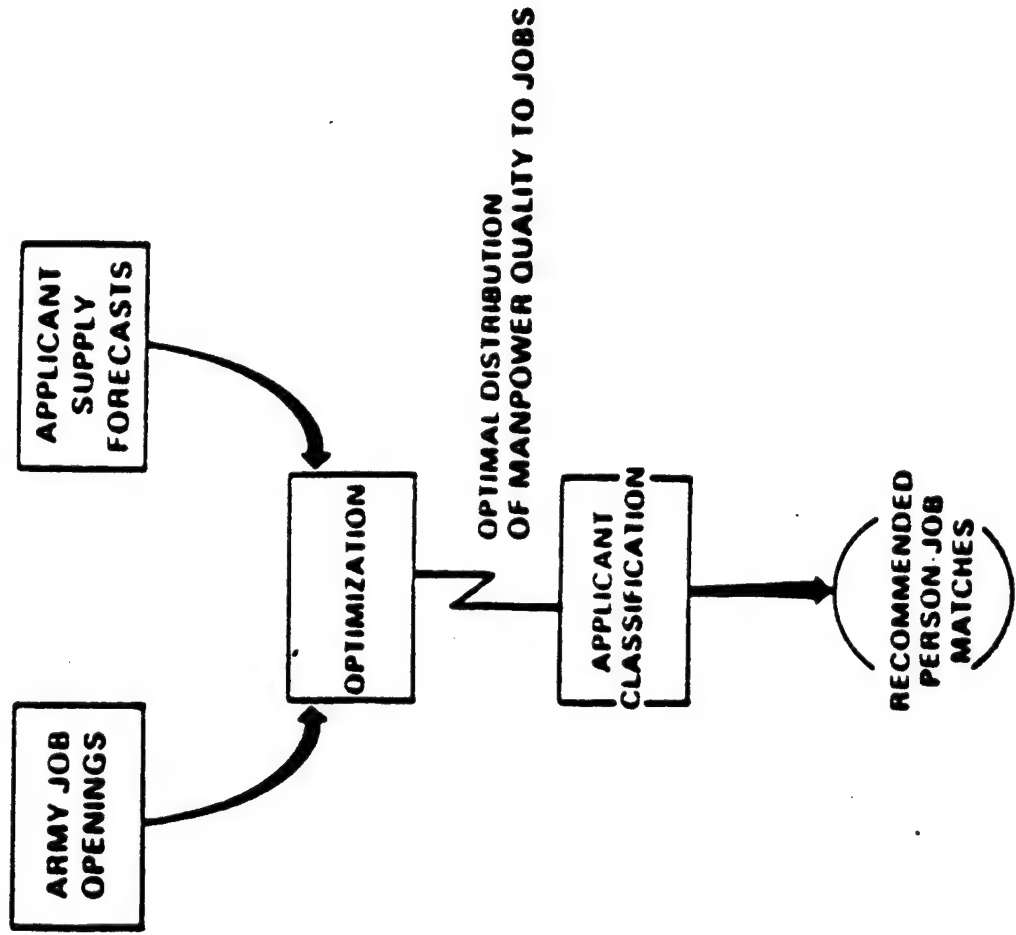 ARMY JOB
OPENINGS
APPLICANT
SUPPLY
FORECASTS
OPTIMIZATION
OPTIMAL DISTRIBUTION
OF MANPOWER QUALITY TO JOBS
APPLICANT
CLASSIFICATION
RECOMMENDED
PERSON-JOB
MATCHES